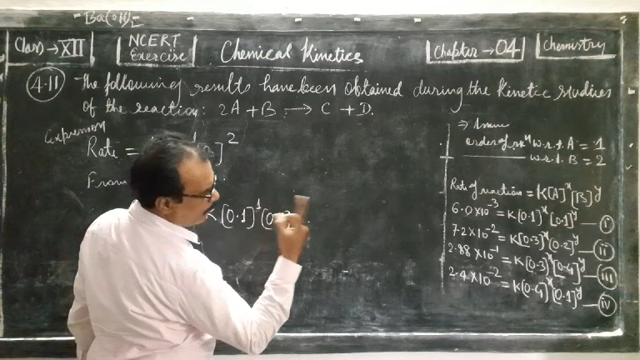 Ba(OH)2
Class → XII
NCERT
Exercise
Chemical Kinetics
Chapter → 04
Chemistry
4.11 The following results have been obtained during the Kinetic studies
of the reaction: 2A + B → C + D.
Expression
Rate =
]²
From
K[0.1]¹(0.
⇒ Assume
order of rxⁿ w.r.t. A = 1
w.r.t. B = 2
Rate of reaction = K[A]ˣ[B]ʸ
6.0×10⁻³ = K[0.1]ˣ[0.1]ʸ — i
7.2×10⁻² = K[0.3]ˣ[0.2]ʸ — ii
2.88×10⁻¹ = K[0.3]ˣ[0.4]ʸ — iii
2.4×10⁻² = K[0.4]ˣ[0.1]ʸ — iv